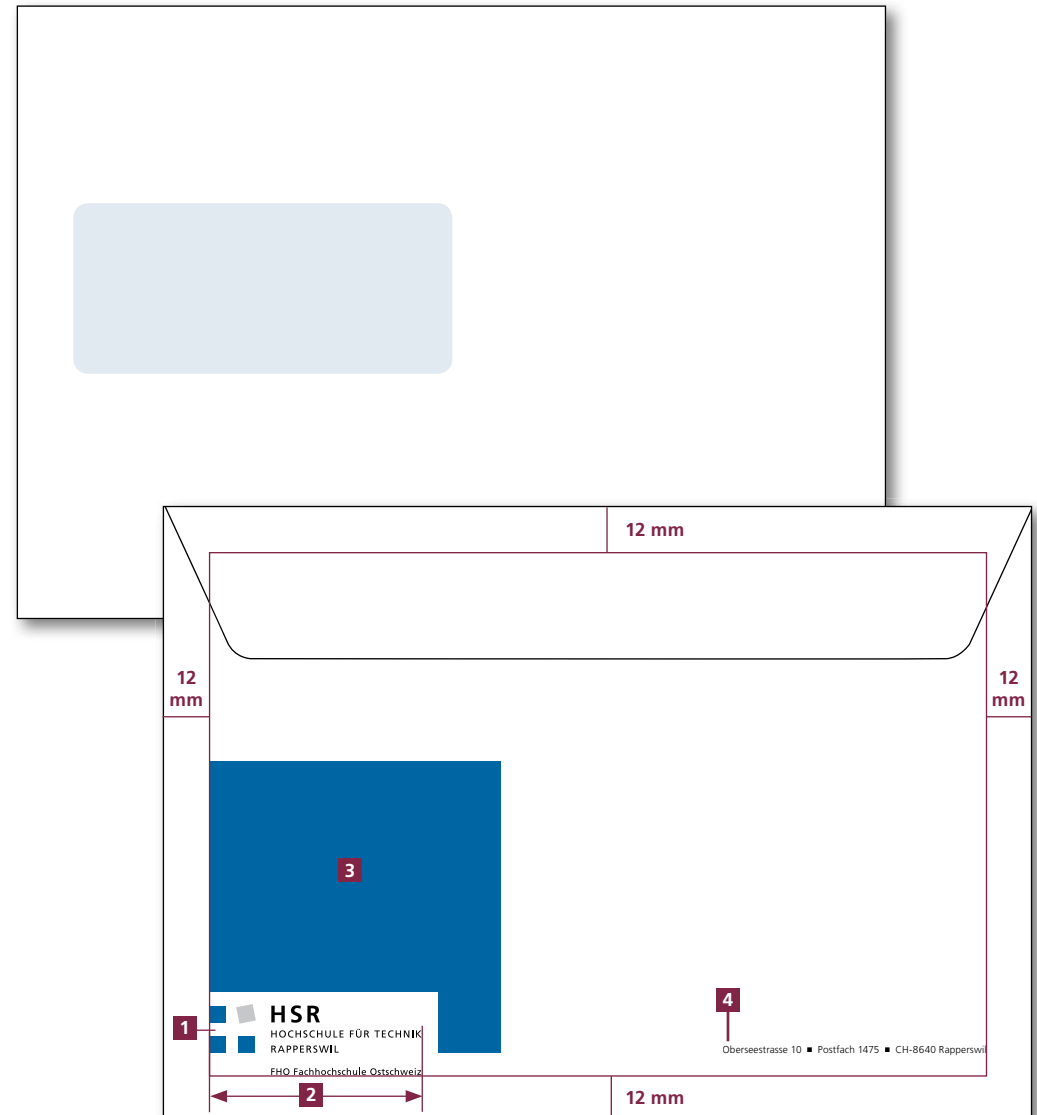 12 mm
12
mm
12
mm
3
4
1
HSR
HOCHSCHULE FÜR TECHNIK
RAPPERSWIL
FHO Fachhochschule Ostschweiz
Oberseestrasse 10 ■ Postfach 1475 ■ CH-8640 Rapperswil
2
12 mm